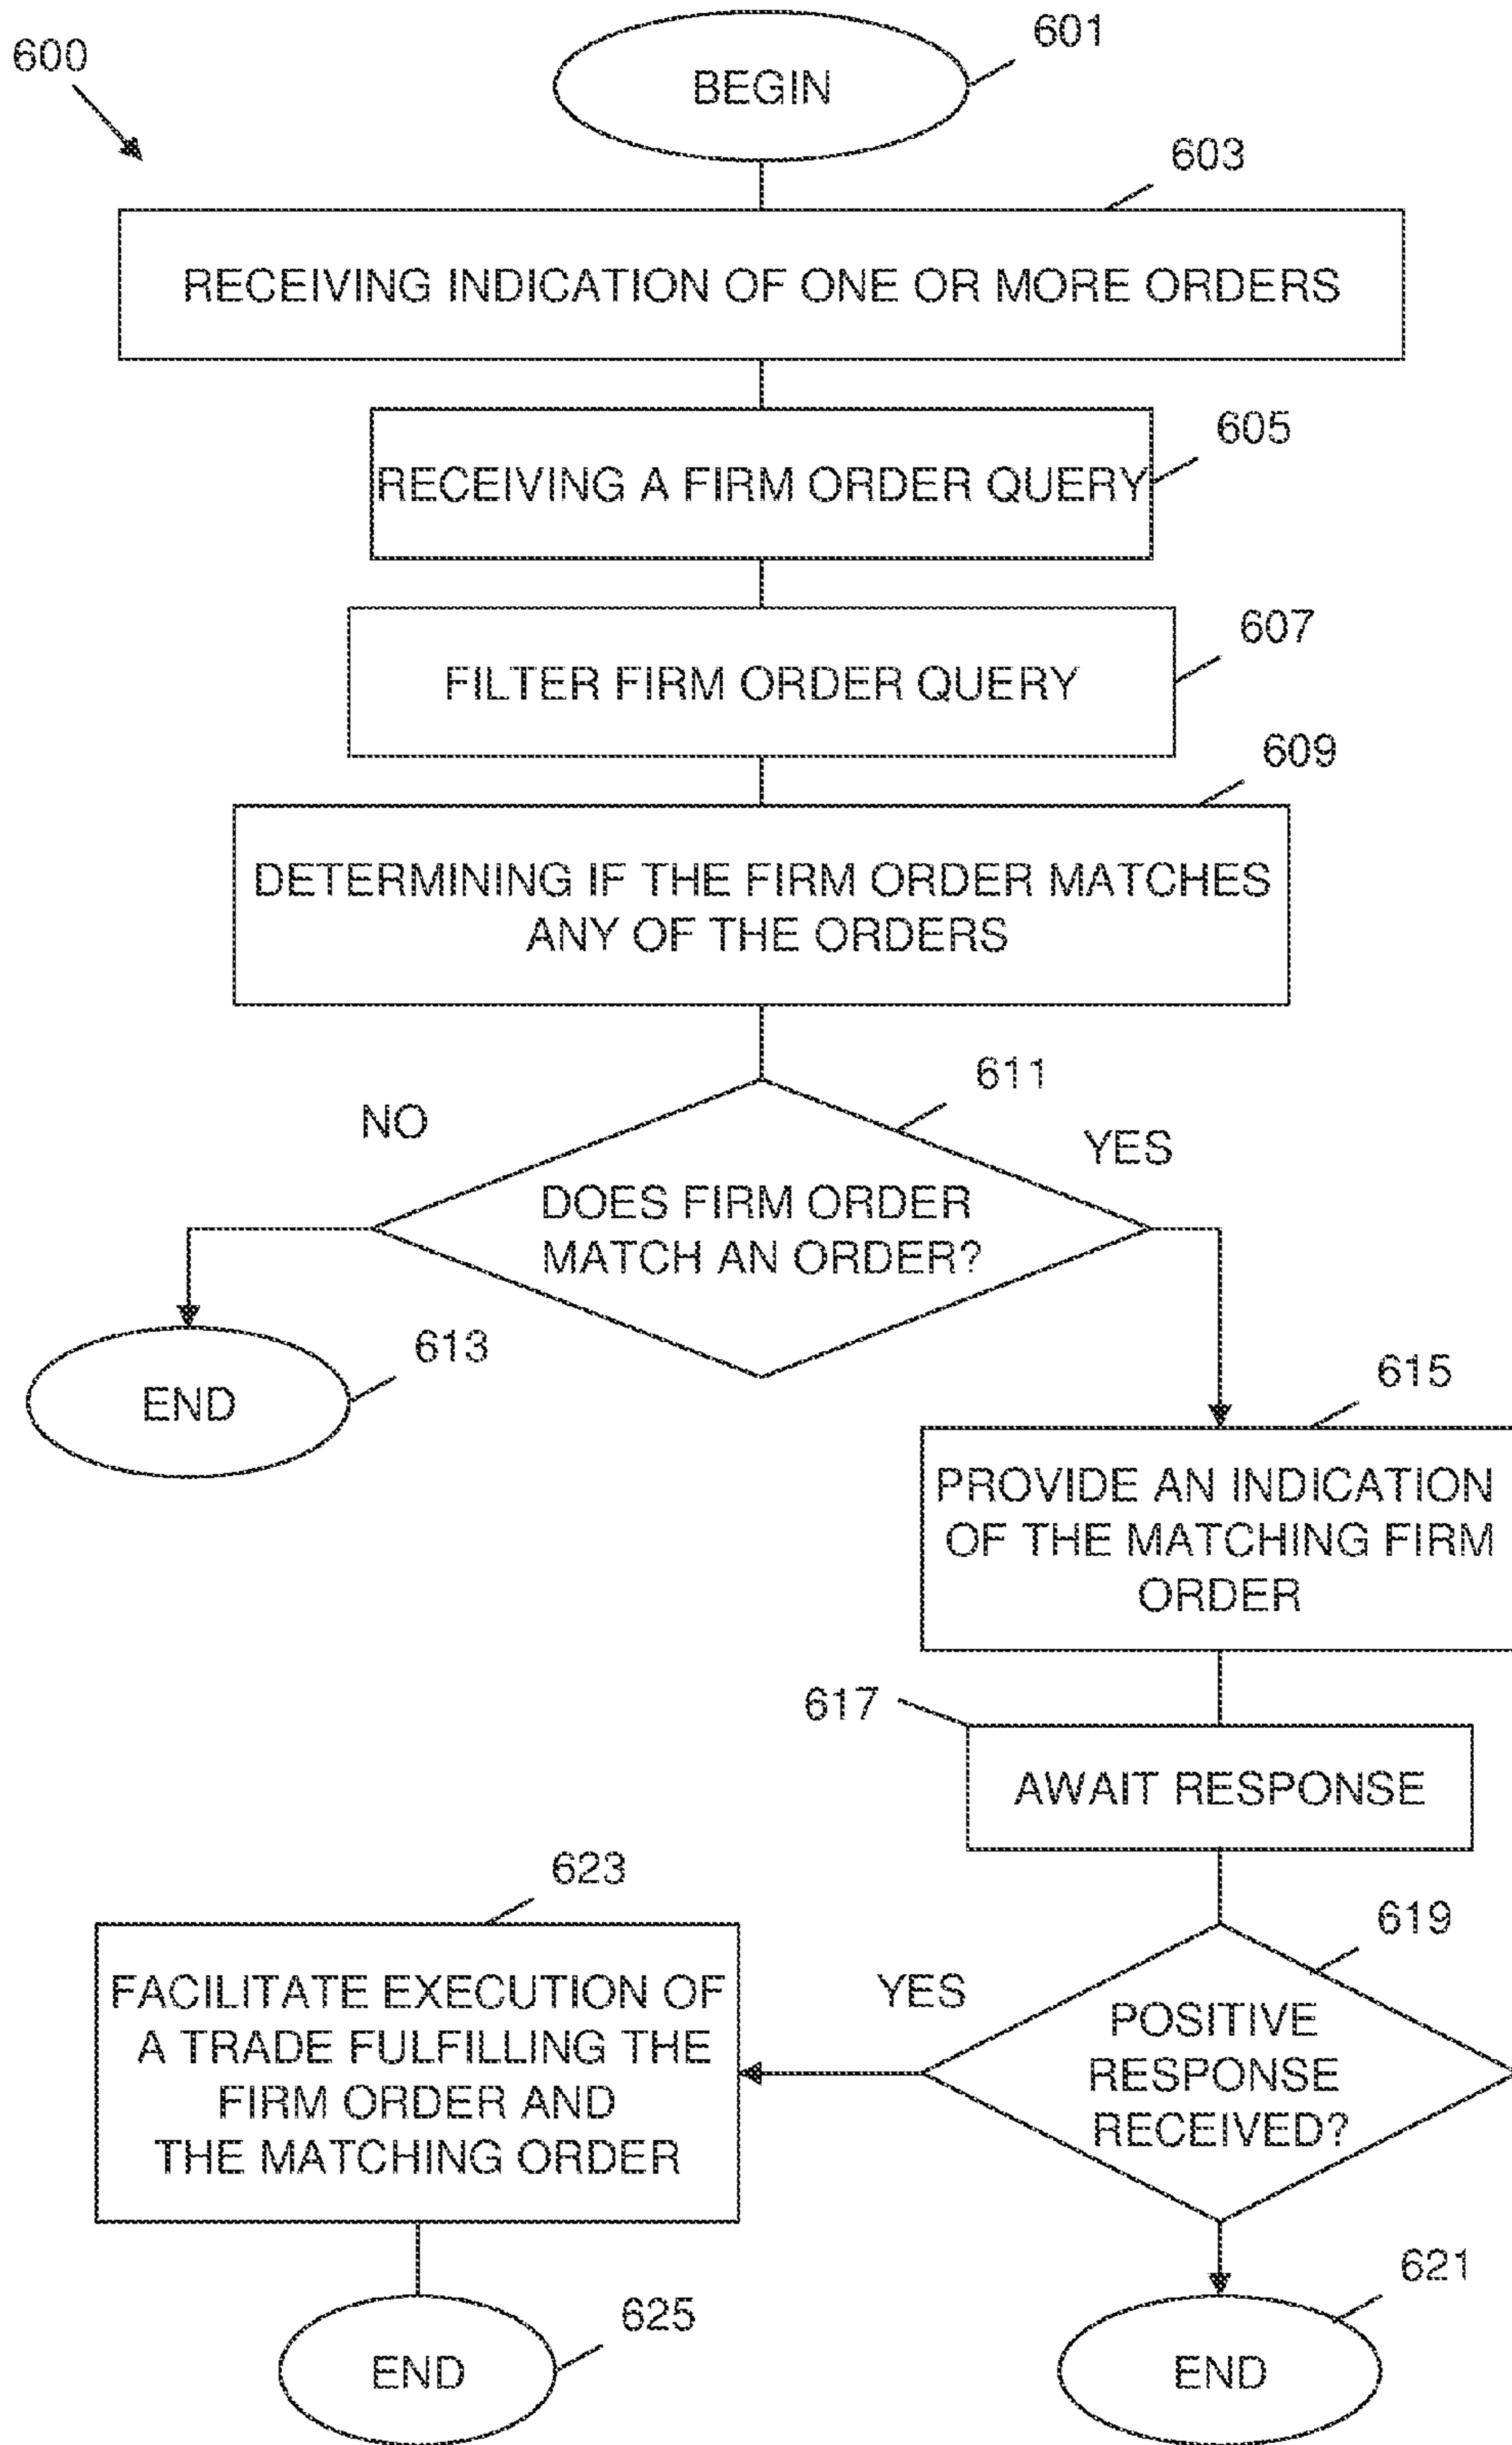 600
601
BEGIN
603
RECEIVING INDICATION OF ONE OR MORE ORDERS
605
RECEIVING A FIRM ORDER QUERY
607
FILTER FIRM ORDER QUERY
609
DETERMINING IF THE FIRM ORDER MATCHES
ANY OF THE ORDERS
611
NO
YES
DOES FIRM ORDER
MATCH AN ORDER?
613
END
615
PROVIDE AN INDICATION
OF THE MATCHING FIRM
ORDER
617
AWAIT RESPONSE
619
POSITIVE
RESPONSE
RECEIVED?
YES
623
FACILITATE EXECUTION OF
A TRADE FULFILLING THE
FIRM ORDER AND
THE MATCHING ORDER
625
END
621
END